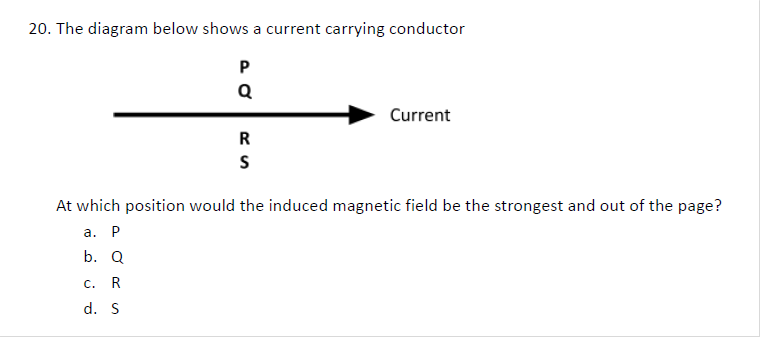 20. The diagram below shows a current carrying conductor
P
Q
Current
R
S
At which position would the induced magnetic field be the strongest and out of the page?
a. P
b. Q
c. R
d. S